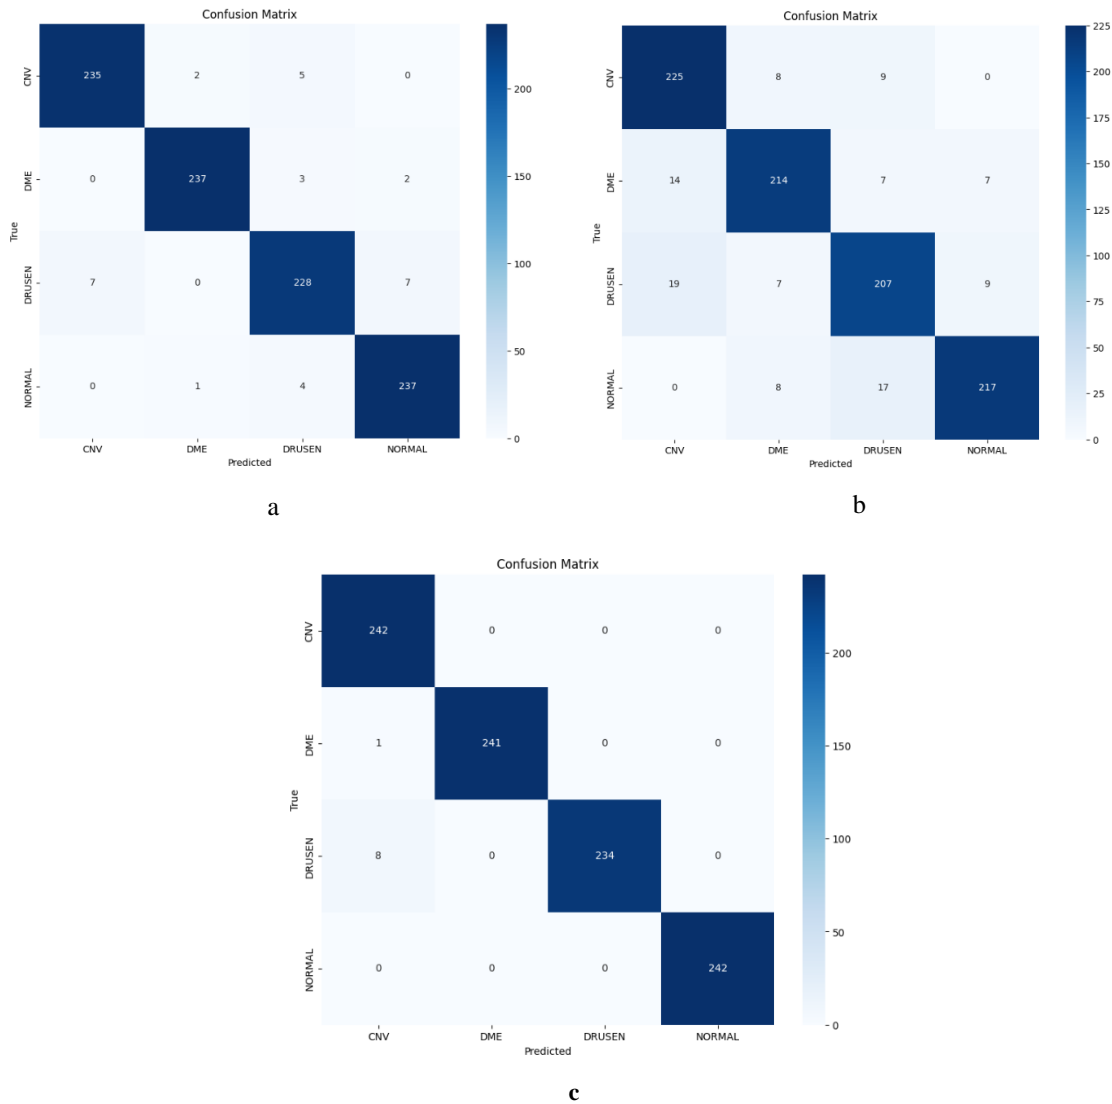 Confusion Matrix
CNV
235
2
5
0
DME
0
237
3
2
True
DRUSEN
7
0
228
7
NORMAL
0
1
4
237
CNV
DME
DRUSEN
NORMAL
Predicted
200
150
100
50
0
a
Confusion Matrix
CNV
225
8
9
0
DME
14
214
7
7
True
DRUSEN
19
7
207
9
NORMAL
0
8
17
217
CNV
DME
DRUSEN
NORMAL
Predicted
225
200
175
150
125
100
75
50
25
0
b
Confusion Matrix
CNV
242
0
0
0
DME
1
241
0
0
True
DRUSEN
8
0
234
0
NORMAL
0
0
0
242
CNV
DME
DRUSEN
NORMAL
Predicted
200
150
100
50
0
c